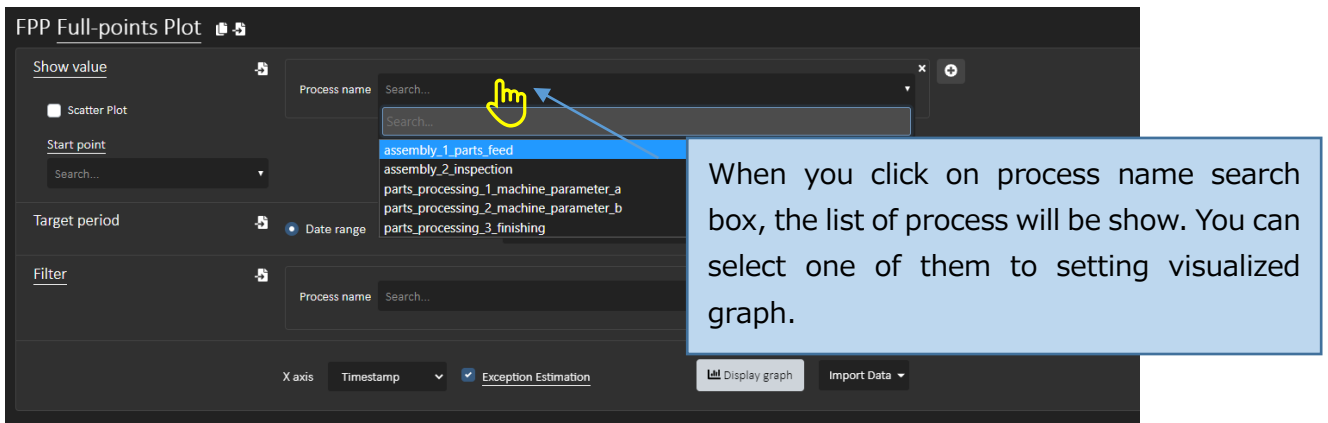 FPP Full-points Plot
Show value
Process name Search...
Scatter Plot
Search...
Start point
assembly_1_parts_feed
Search...
assembly_2_inspection
parts_processing_1_machine_parameter_a
parts_processing_2_machine_parameter_b
Target period
Date range
parts_processing_3_finishing
When you click on process name search
box, the list of process will be show. You can
select one of them to setting visualized
graph.
Filter
Process name Search...
X axis Timestamp Exception Estimation Display graph Import Data